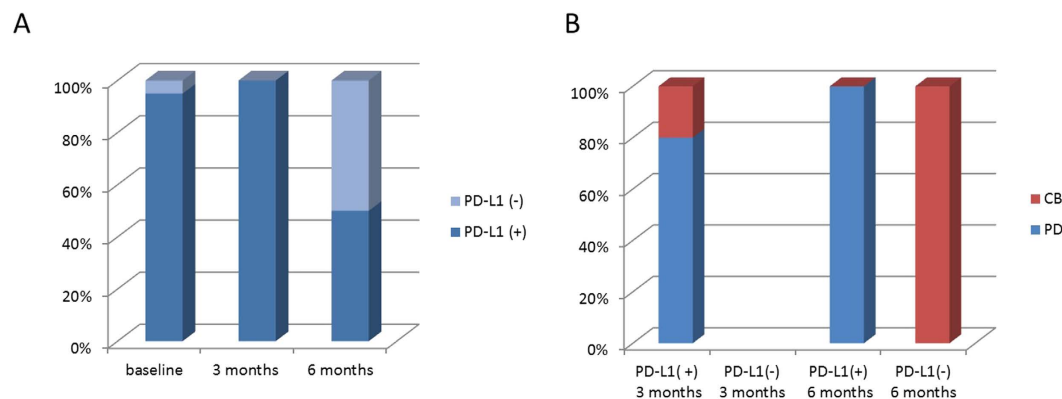 A
100%
80%
60%
40%
20%
0%
baseline
3 months
6 months
PD-L1 (-)
PD-L1 (+)
B
100%
80%
60%
40%
20%
0%
PD-L1( +)
3 months
PD-L1(-)
3 months
PD-L1(+)
6 months
PD-L1(-)
6 months
CB
PD